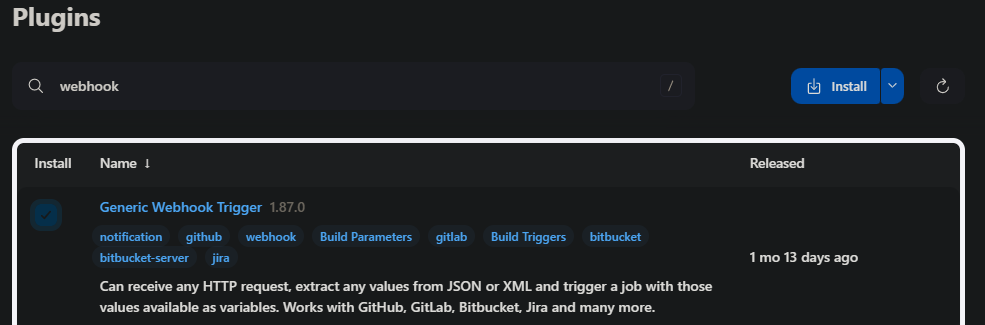 Plugins
webhook /
Install
Install Name ↓ Released
Generic Webhook Trigger 1.87.0
notification github webhook Build Parameters gitlab Build Triggers bitbucket
bitbucket-server jira
1 mo 13 days ago
Can receive any HTTP request, extract any values from JSON or XML and trigger a job with those
values available as variables. Works with GitHub, GitLab, Bitbucket, Jira and many more.